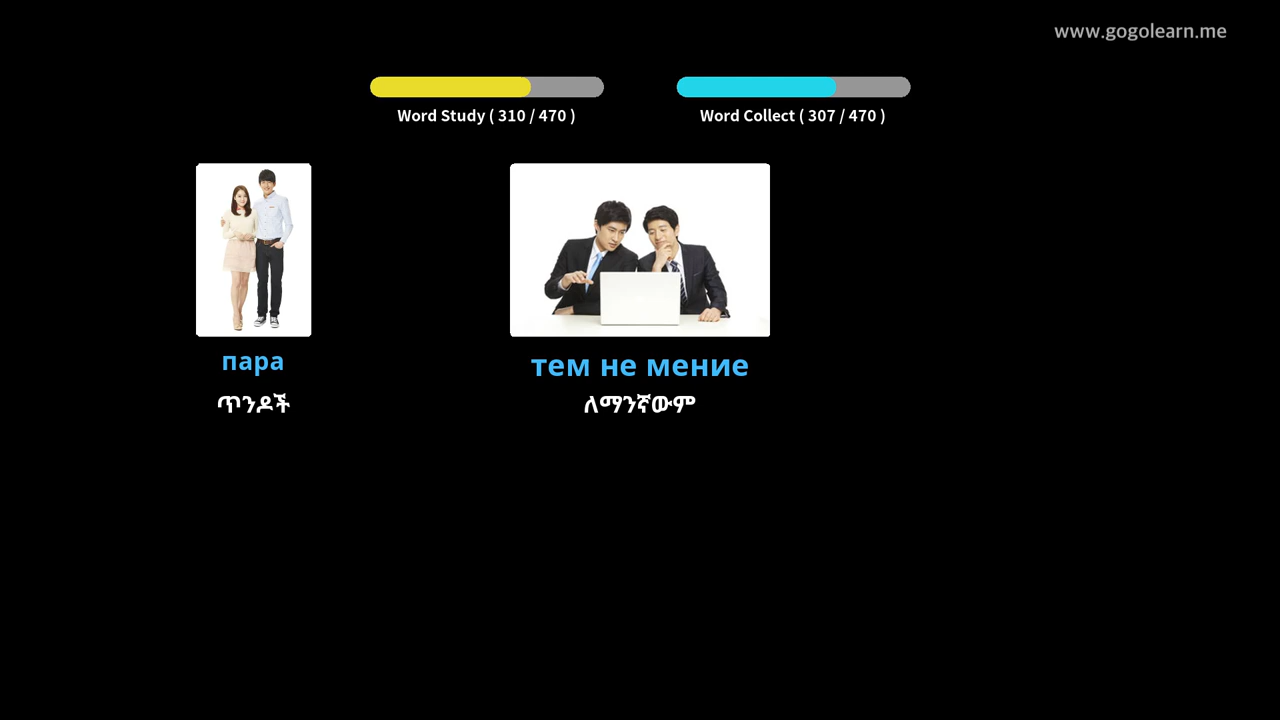 www.gogolearn.me
Word Study ( 310 / 470 )
Word Collect ( 307 / 470 )
пара
ጥንዶች
тем не мение
ለማንኛውም